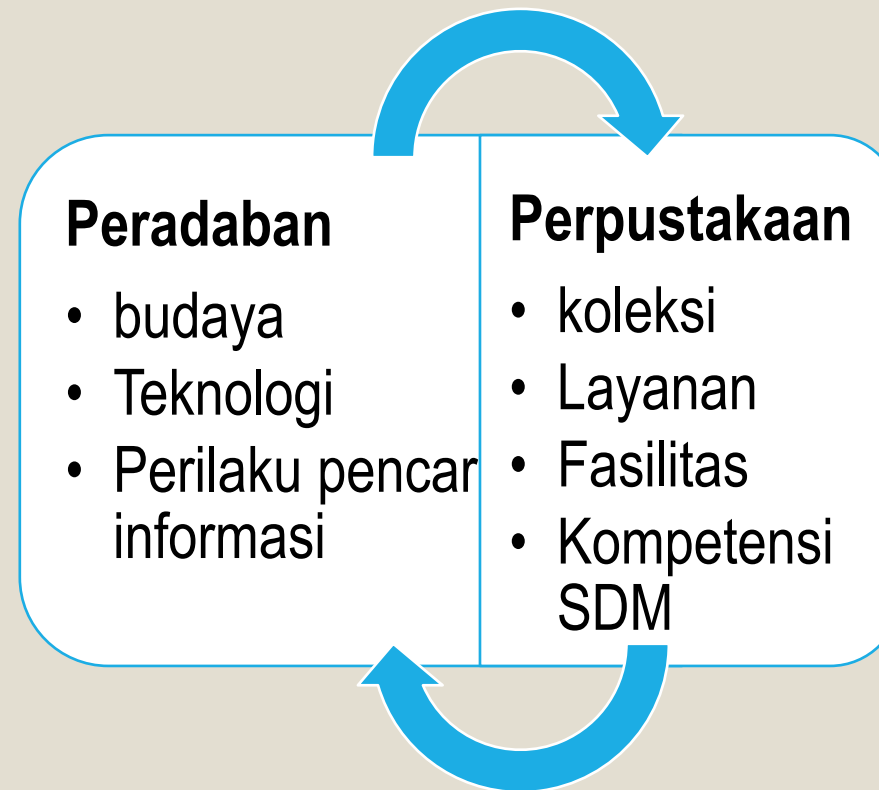 Peradaban
• budaya
• Teknologi
• Perilaku pencar
informasi
Perpustakaan
• koleksi
• Layanan
• Fasilitas
• Kompetensi
SDM